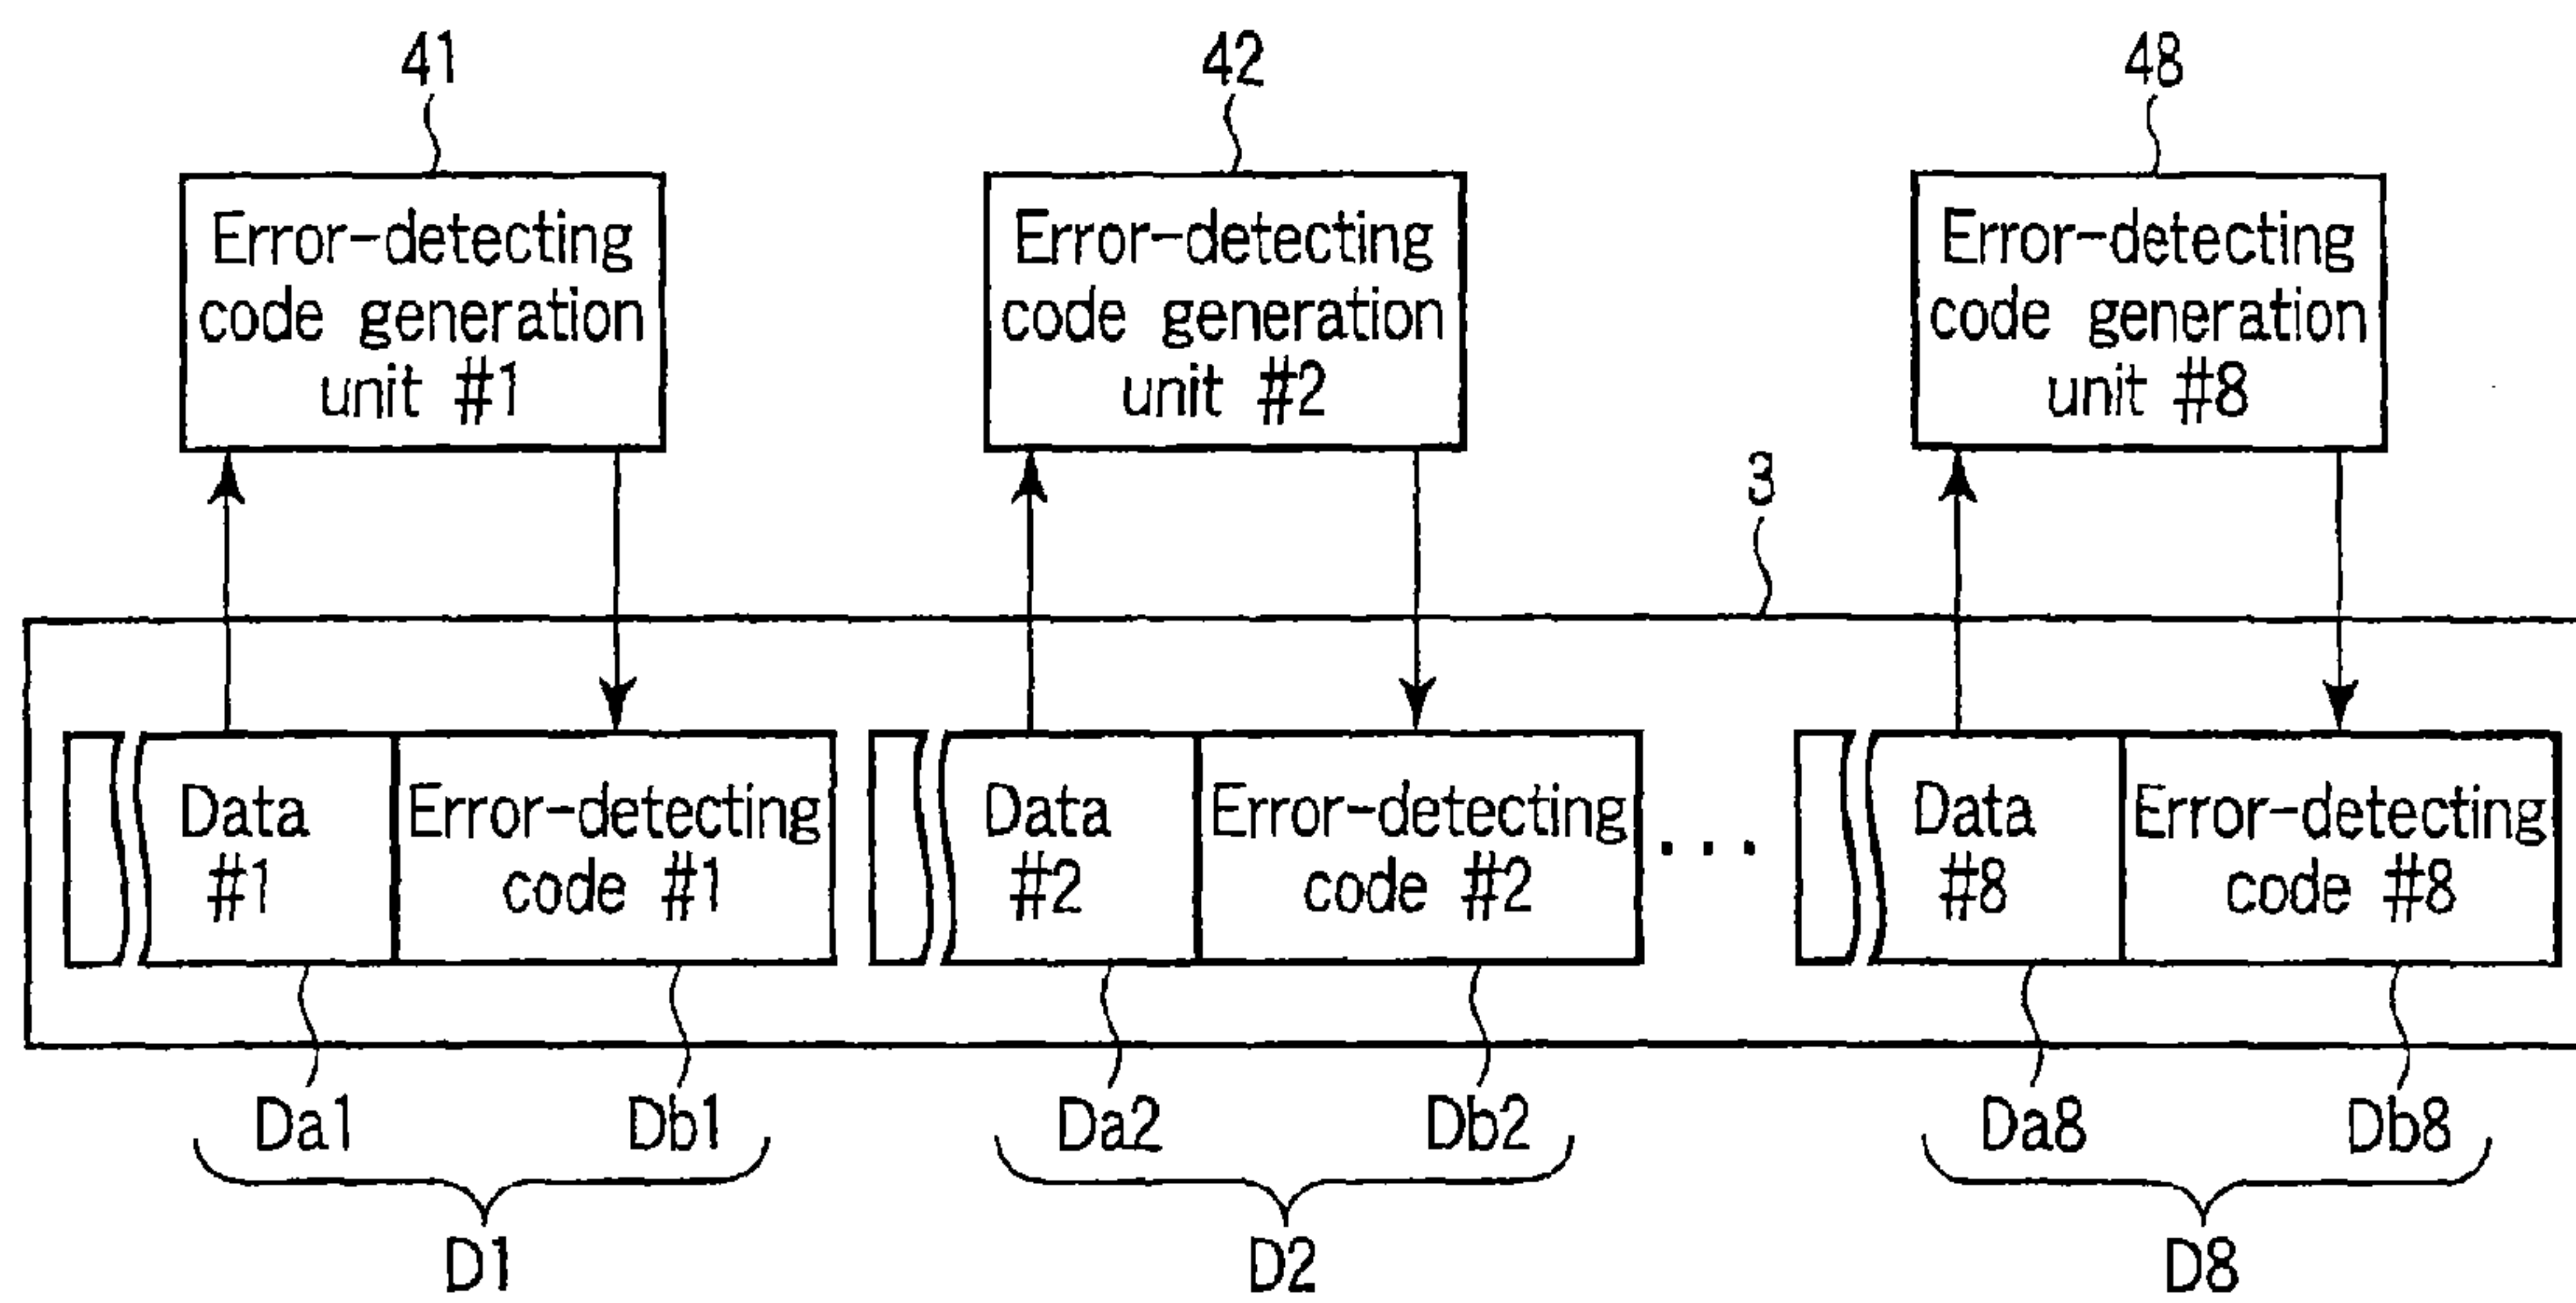 41
42
48
Error-detecting
code generation
unit #1
Error-detecting
code generation
unit #2
Error-detecting
code generation
unit #8
3
Data
#1
Error-detecting
code #1
Data
#2
Error-detecting
code #2
...
Data
#8
Error-detecting
code #8
Da1
Db1
Da2
Db2
Da8
Db8
D1
D2
D8